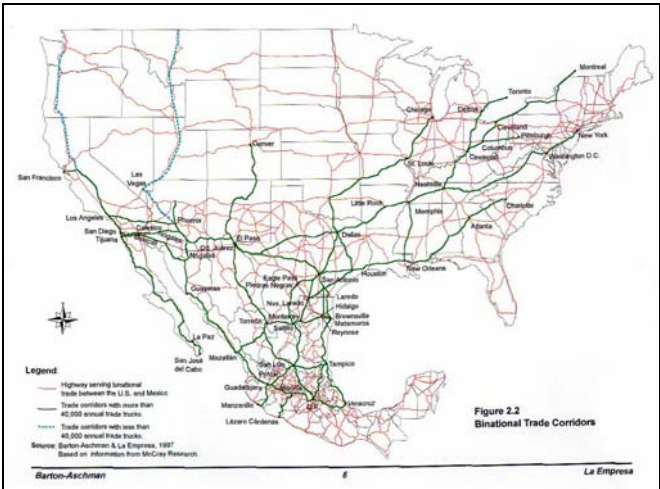 Montreal
Toronto
Chicago
Detroit
Cleveland
Pittsburgh
New York
Columbus
Cincinnati
Washington D.C.
Denver
St. Louis
San Francisco
Las
Vegas
Nashville
Little Rock
Memphis
Charlotte
Los Angeles
Phoenix
Atlanta
San Diego
Tijuana
Calexico
Cd. Juárez
El Paso
Dallas
Nogales
Houston
New Orleans
Eagle Pass
San Antonio
Piedras Negras
Guaymas
Nvo. Laredo
Laredo
Hidalgo
Monterrey
Brownsville
Matamoros
Torreón
Saltillo
Reynosa
La Paz
San José
del Cabo
Mazatlán
San Luis
Potosí
Tampico
Guadalajara
Manzanillo
Veracruz
Lázaro Cárdenas
Legend:
Highway serving binational
trade between the U.S. and Mexico
Trade corridors with more than
40,000 annual trade trucks.
Trade corridors with less than
40,000 annual trade trucks.
Source: Barton-Aschman & La Empresa, 1997
Based on information from McCray Research.
Figure 2.2
Binational Trade Corridors
Barton-Aschman
6
La Empresa